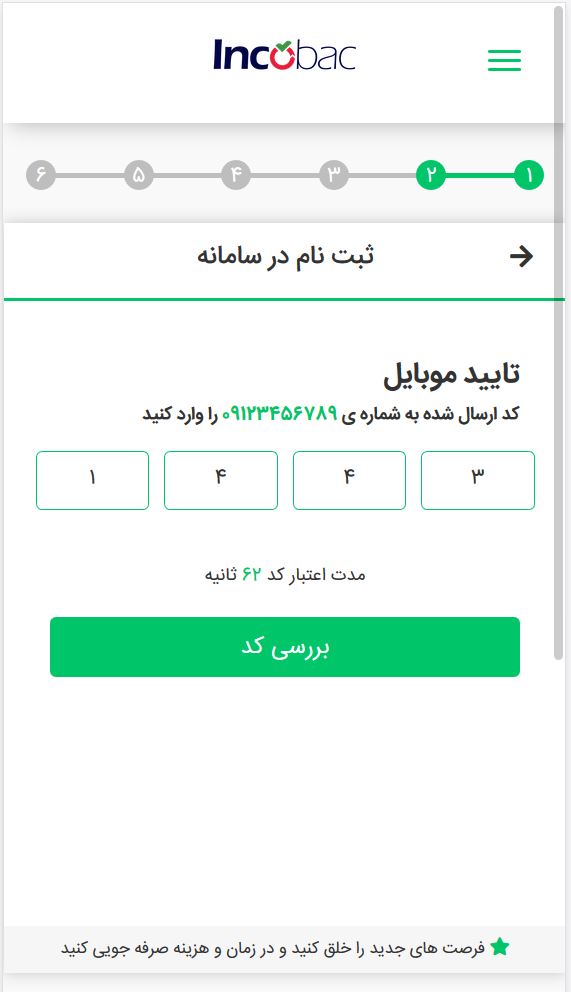 Incobac
۱ ۲ ۳ ۴ ۵ ۶
ثبت نام در سامانه
تایید موبایل
کد ارسال شده به شماره ی ۰۹۱۲۳۴۵۶۷۸۹ را وارد کنید
۱ ۴ ۴ ۳
مدت اعتبار کد ۶۲ ثانیه
بررسی کد
فرصت های جدید را خلق کنید و در زمان و هزینه صرفه جویی کنید